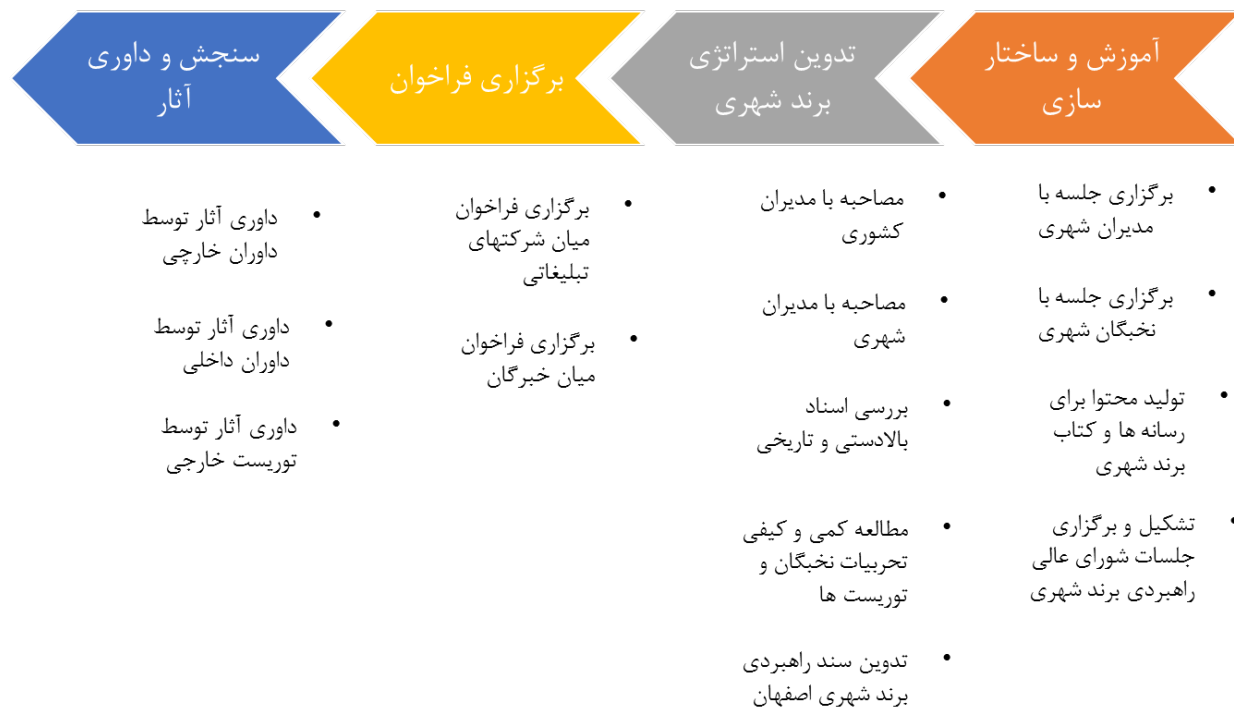 آموزش و ساختار
سازی
تدوین استراتژی
برند شهری
برگزاری فراخوان
سنجش و داوری
آثار
• برگزاری جلسه با
مدیران شهری
• برگزاری جلسه با
نخبگان شهری
• تولید محتوا برای
رسانه ها و کتاب
برند شهری
• تشکیل و برگزاری
جلسات شورای عالی
راهبردی برند شهری
• مصاحبه با مدیران
کشوری
• مصاحبه با مدیران
شهری
• بررسی اسناد
بالادستی و تاریخی
• مطالعه کمی و کیفی
تحربیات نخبگان و
توریست ها
• تدوین سند راهبردی
برند شهری اصفهان
• برگزاری فراخوان
میان شرکتهای
تبلیغاتی
• برگزاری فراخوان
میان خبرگان
• داوری آثار توسط
داوران خارچی
• داوری آثار توسط
داوران داخلی
• داوری آثار توسط
توریست خارجی